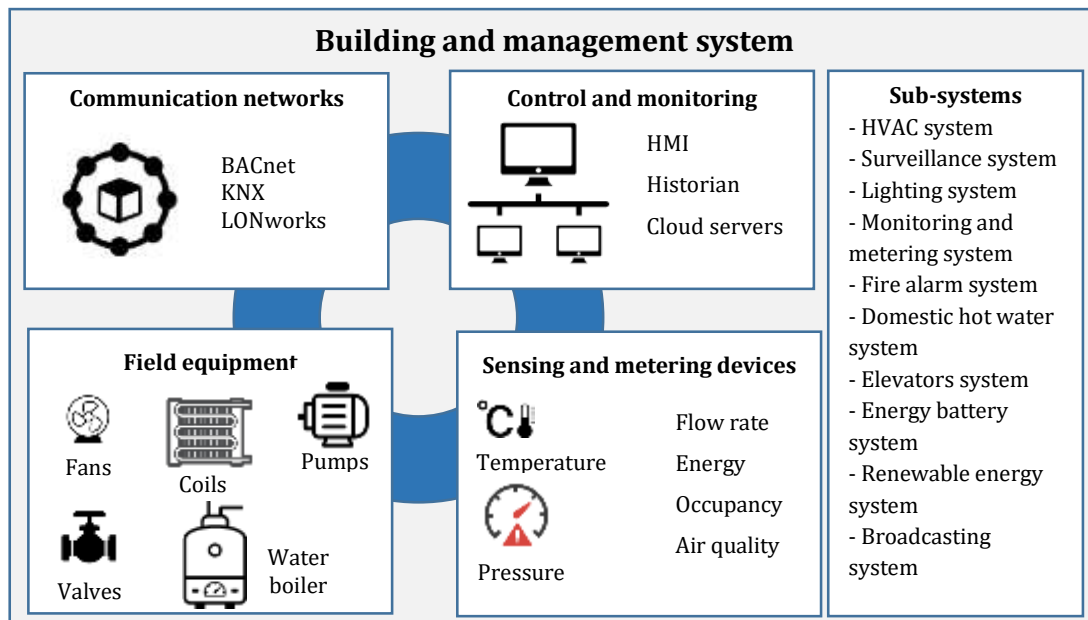 Building and management system
Communication networks
BACnet
KNX
LONworks
Control and monitoring
HMI
Historian
Cloud servers
Field equipment
Fans
Coils
Pumps
Valves
Water
boiler
Sensing and metering devices
°C
Temperature
Pressure
Flow rate
Energy
Occupancy
Air quality
Sub-systems
- HVAC system
- Surveillance system
- Lighting system
- Monitoring and
metering system
- Fire alarm system
- Domestic hot water
system
- Elevators system
- Energy battery
system
- Renewable energy
system
- Broadcasting
system